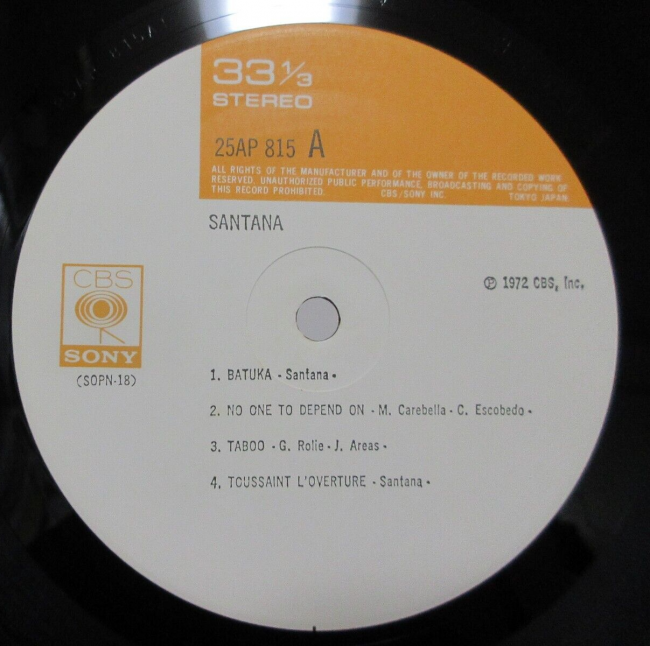 33 1/3
STEREO
25AP 815 A
ALL RIGHTS OF THE MANUFACTURER AND OF THE OWNER OF THE RECORDED WORK
RESERVED. UNAUTHORIZED PUBLIC PERFORMANCE, BROADCASTING AND COPYING OF
THIS RECORD PROHIBITED. CBS/SONY INC. TOKYO JAPAN
SANTANA
CBS
SONY
(SOPN-18)
℗ 1972 CBS, Inc.
1. BATUKA - Santana -
2. NO ONE TO DEPEND ON - M. Carebella - C. Escobedo -
3. TABOO - G. Rolie - J. Areas -
4. TOUSSAINT L'OVERTURE - Santana -